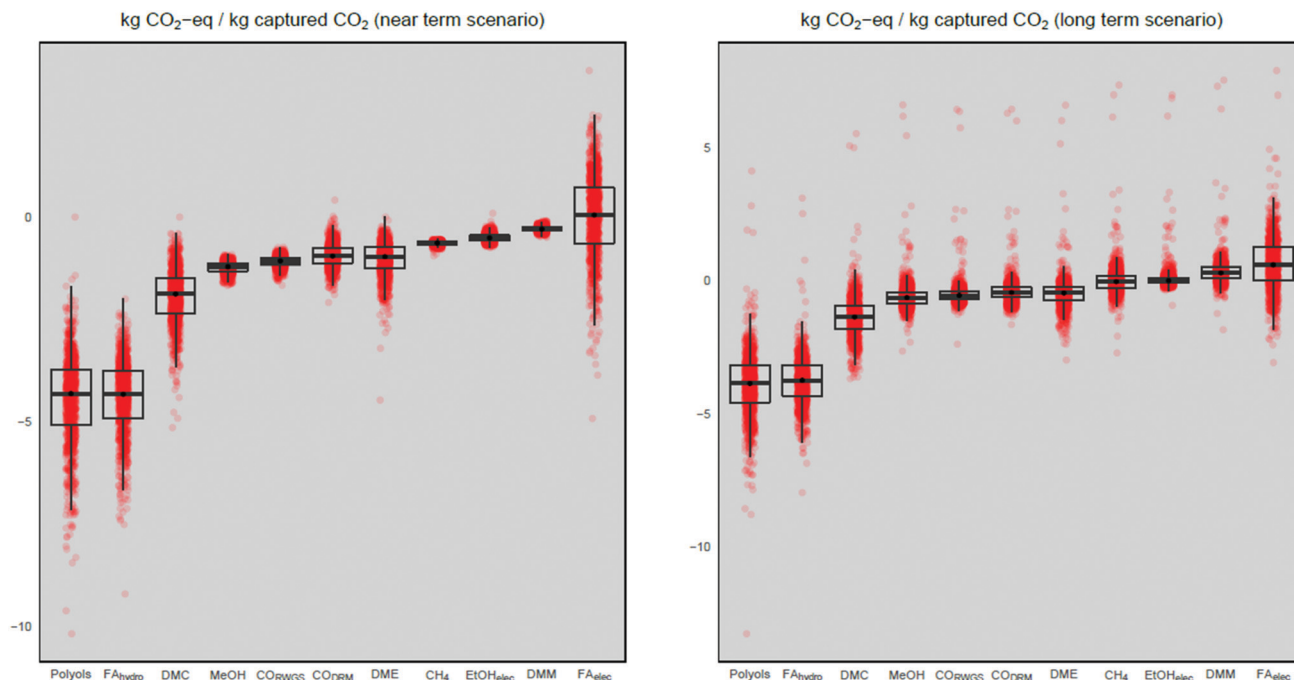 kg CO₂−eq / kg captured CO₂ (near term scenario)
0
−5
−10
Polyols FAhydro DMC MeOH CORWGS CODRM DME CH₄ EtOHelec DMM FAelec
kg CO₂−eq / kg captured CO₂ (long term scenario)
5
0
−5
−10
Polyols FAhydro DMC MeOH CORWGS CODRM DME CH₄ EtOHelec DMM FAelec